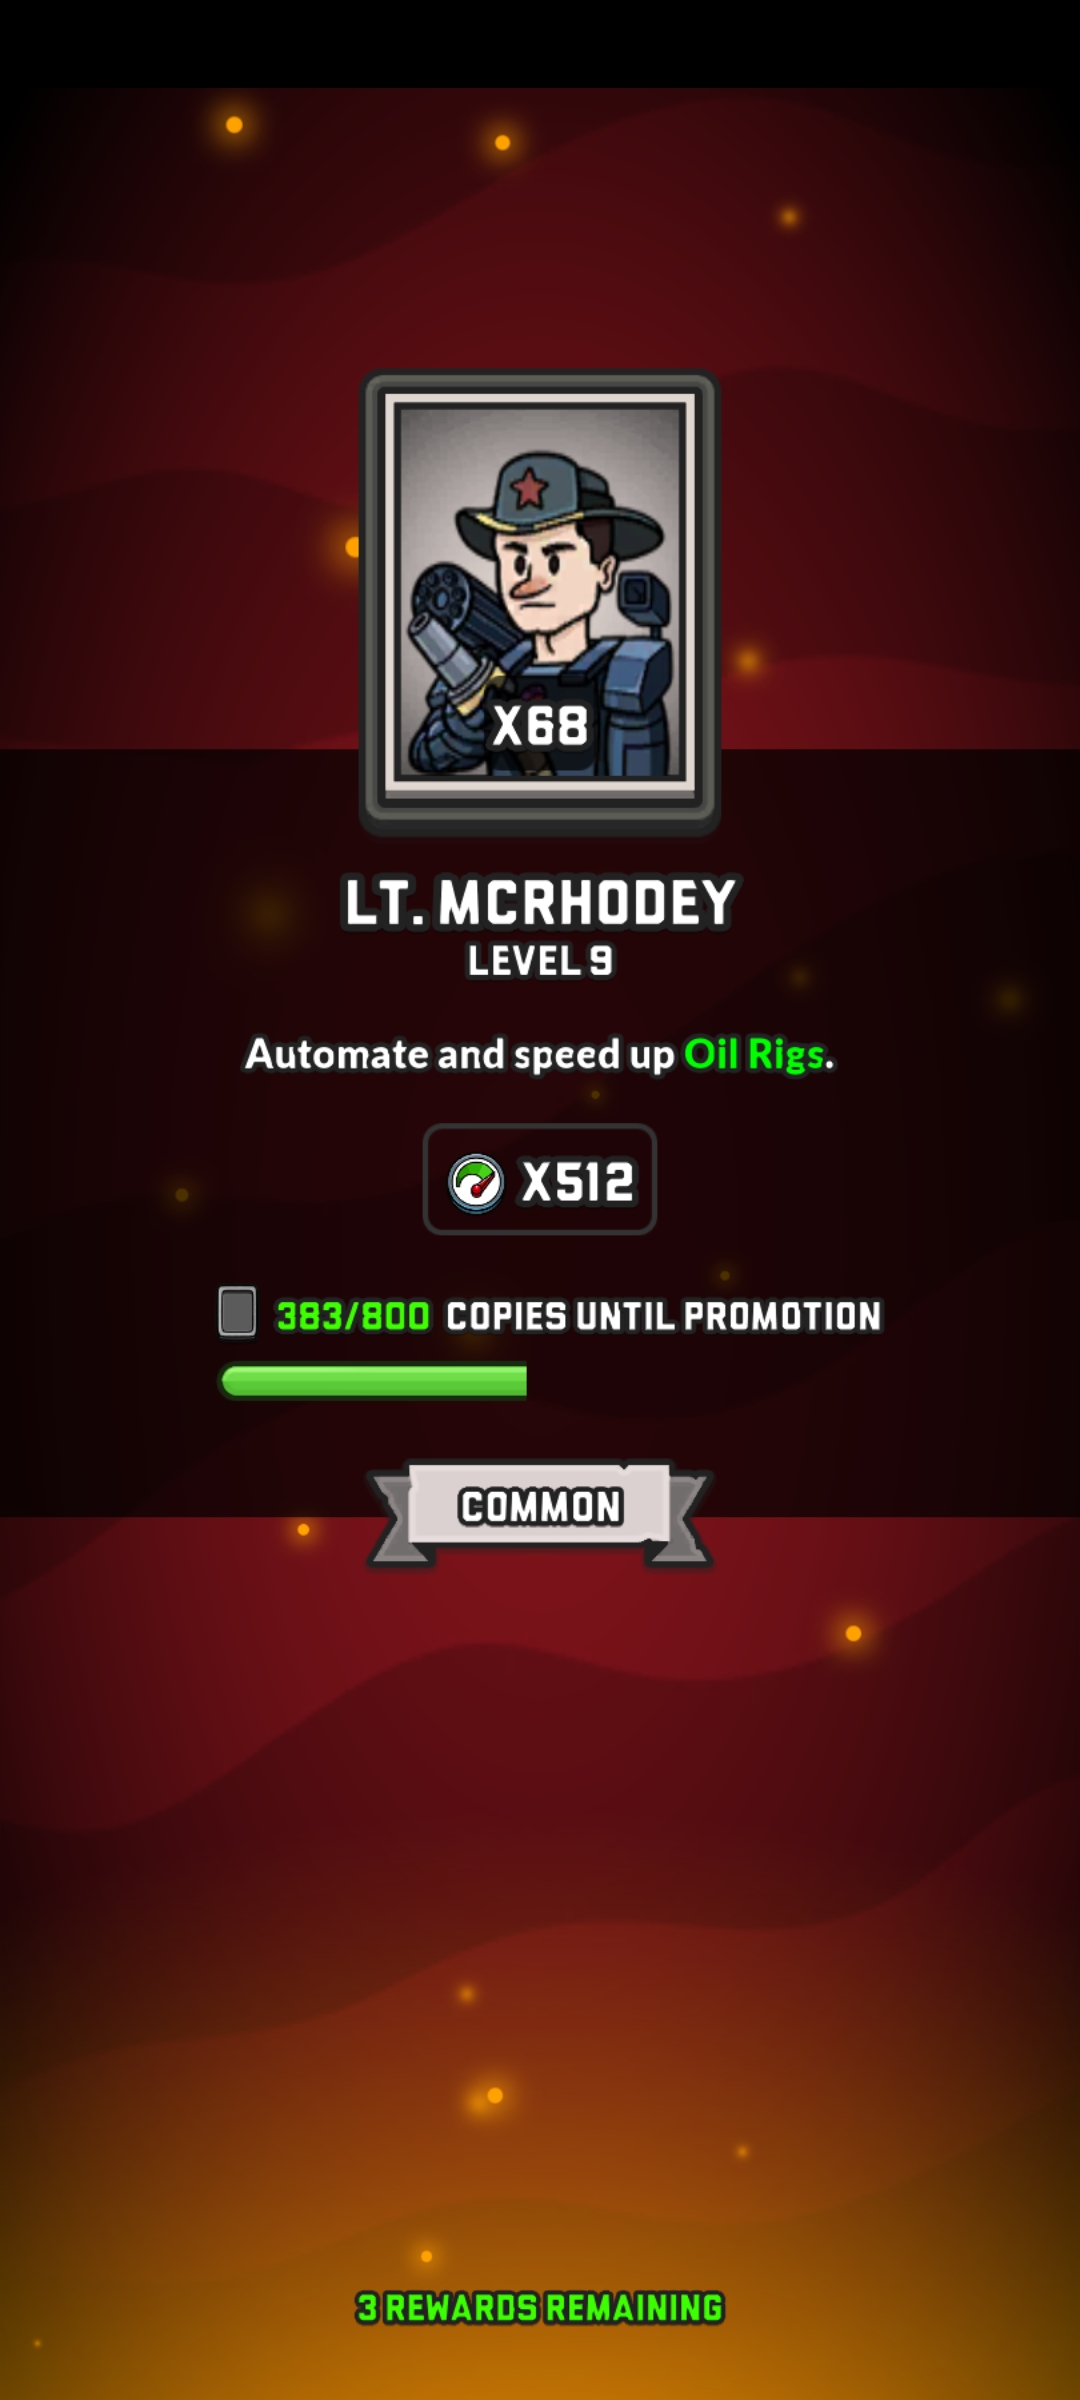 X68
LT. MCRHODEY
LEVEL 9
Automate and speed up Oil Rigs.
X512
383/800 COPIES UNTIL PROMOTION
COMMON
3 REWARDS REMAINING